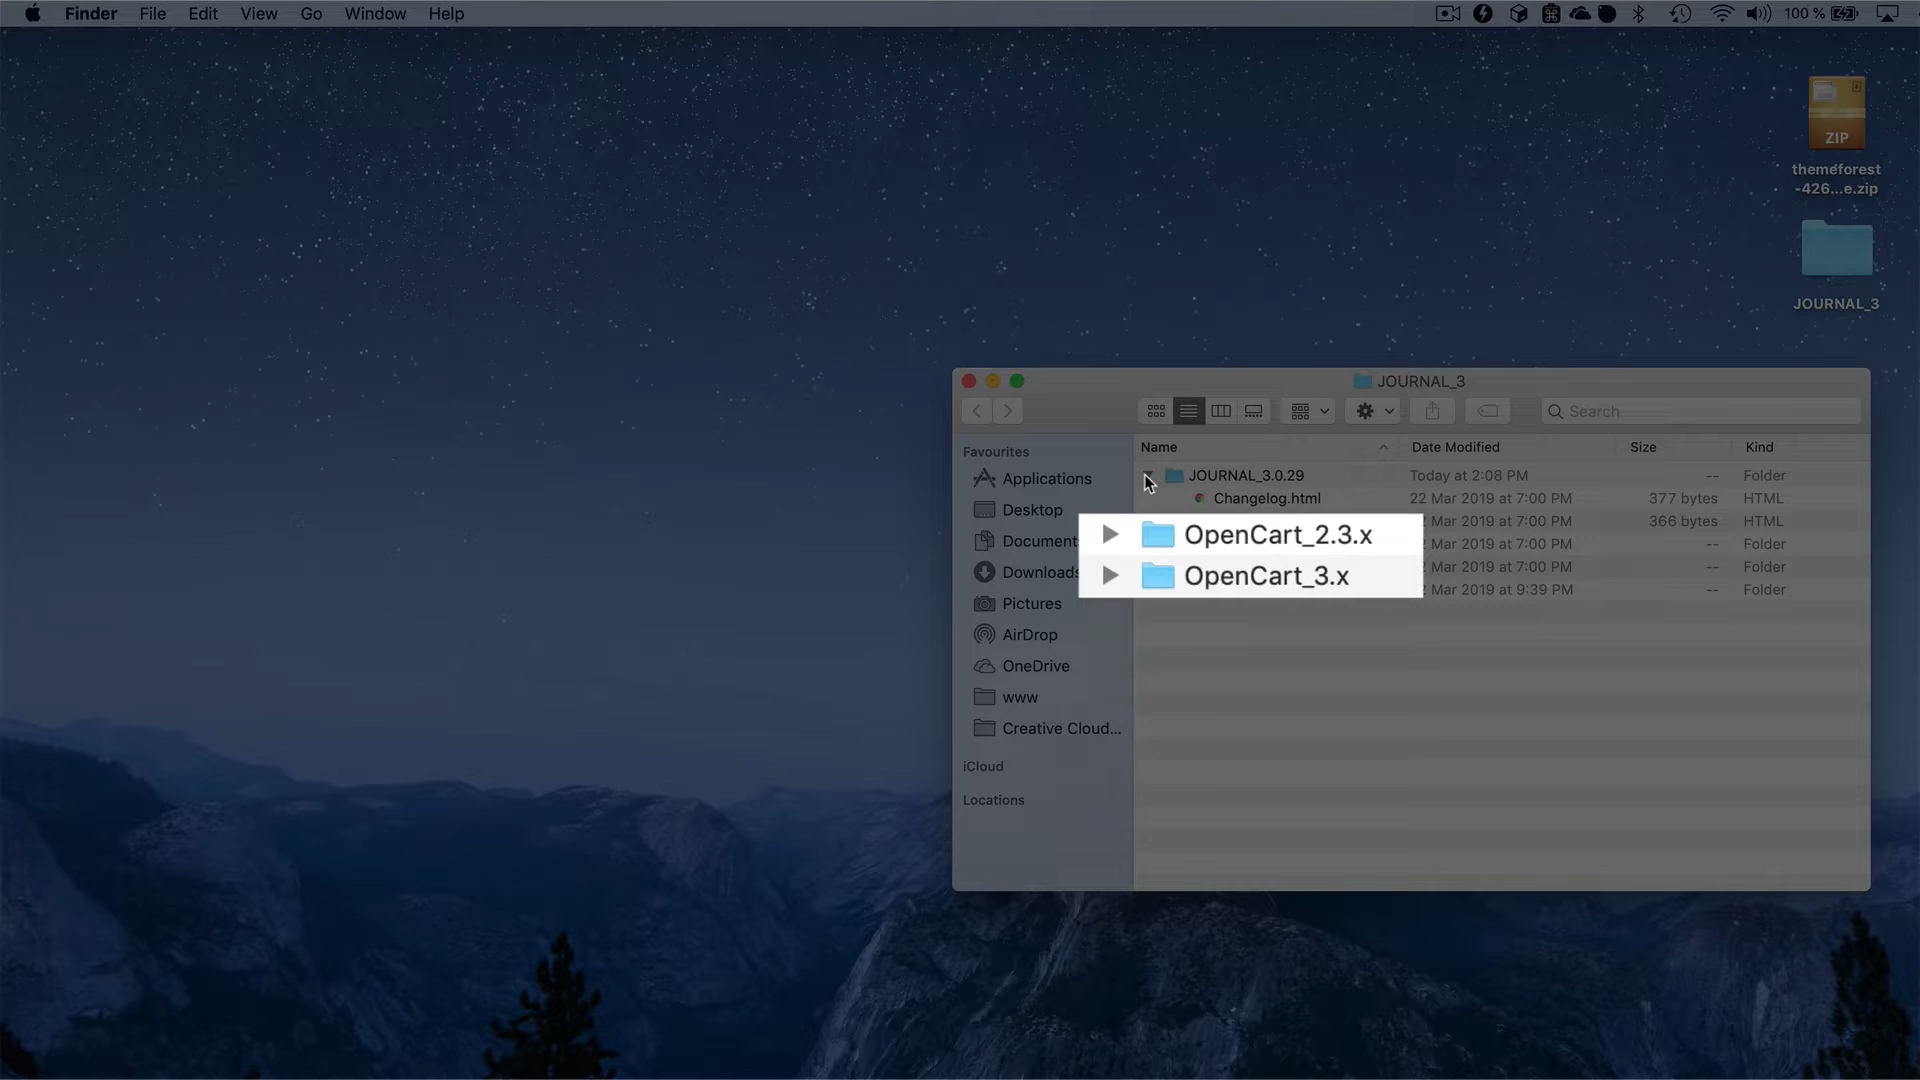 Finder File Edit View Go Window Help 100 %
ZIP
themeforest
-426...e.zip
JOURNAL_3
JOURNAL_3
Search
Favourites
Applications
Desktop
Document
Downloads
Pictures
AirDrop
OneDrive
www
Creative Cloud...
iCloud
Locations
Name Date Modified Size Kind
JOURNAL_3.0.29 Today at 2:08 PM -- Folder
Changelog.html 22 Mar 2019 at 7:00 PM 377 bytes HTML
Mar 2019 at 7:00 PM 366 bytes HTML
OpenCart_2.3.x Mar 2019 at 7:00 PM -- Folder
OpenCart_3.x Mar 2019 at 7:00 PM -- Folder
Mar 2019 at 9:39 PM -- Folder